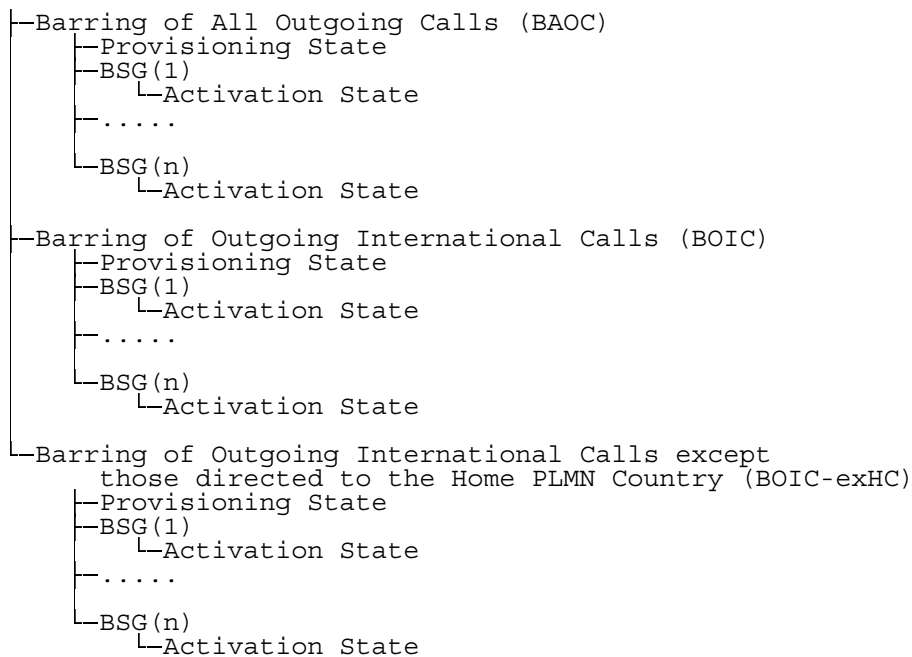 Barring of All Outgoing Calls (BAOC)
Provisioning State
BSG(1)
Activation State
.....
BSG(n)
Activation State
Barring of Outgoing International Calls (BOIC)
Provisioning State
BSG(1)
Activation State
.....
BSG(n)
Activation State
Barring of Outgoing International Calls except
those directed to the Home PLMN Country (BOIC-exHC)
Provisioning State
BSG(1)
Activation State
.....
BSG(n)
Activation State